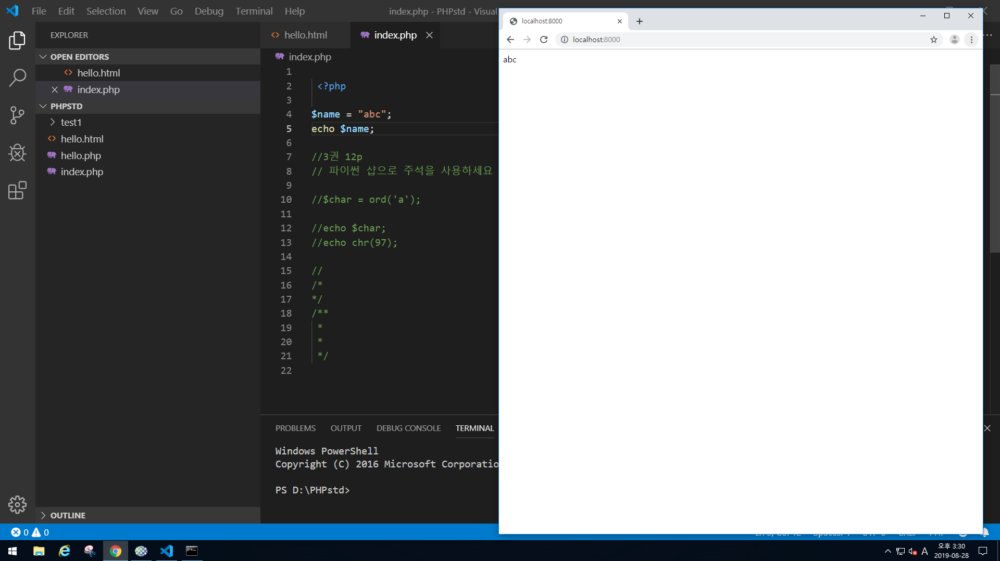 File Edit Selection View Go Debug Terminal Help
index.php - PHPstd - Visual
EXPLORER
OPEN EDITORS
hello.html
index.php
PHPSTD
test1
hello.html
hello.php
index.php
OUTLINE
hello.html
index.php
index.php
1
2 <?php
3
4 $name = "abc";
5 echo $name;
6
7 //3권 12p
8 // 파이썬 샵으로 주석을 사용하세요
9
10 //$char = ord('a');
11
12 //echo $char;
13 //echo chr(97);
14
15 //
16 /*
17 */
18 /**
19 *
20 *
21 */
22
PROBLEMS OUTPUT DEBUG CONSOLE TERMINAL
Windows PowerShell
Copyright (C) 2016 Microsoft Corporatio
PS D:\PHPstd>
localhost:8000
localhost:8000
abc
0 0
A
오후 3:30
2019-08-28